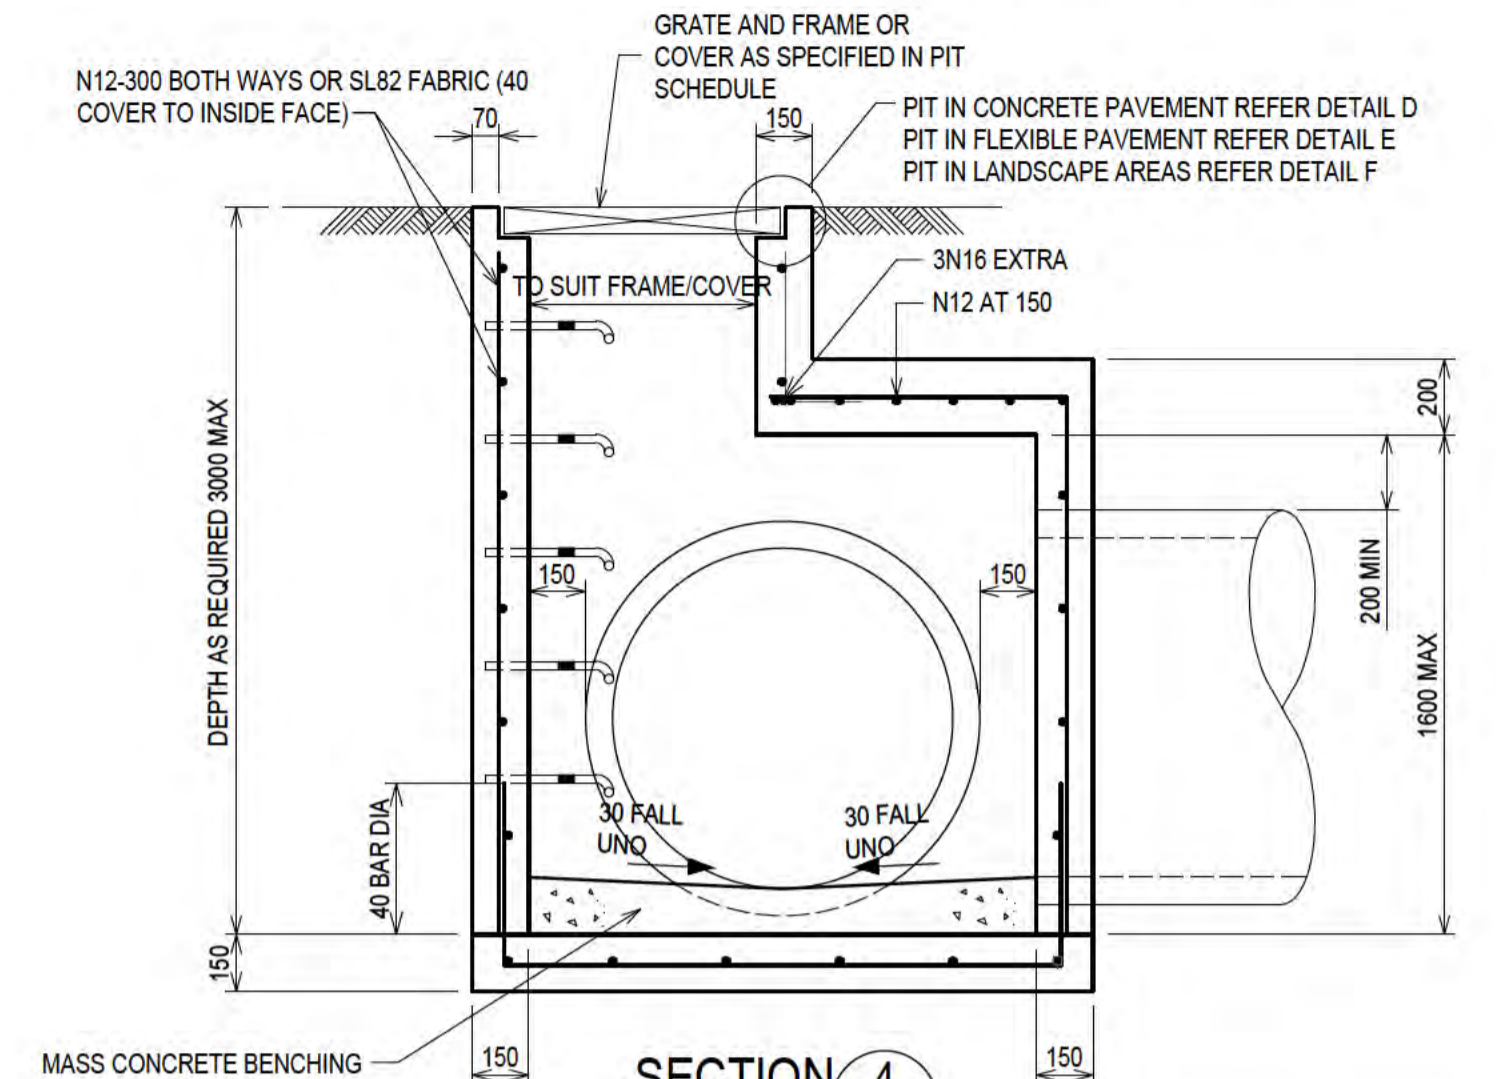 GRATE AND FRAME OR
COVER AS SPECIFIED IN PIT
SCHEDULE
N12-300 BOTH WAYS OR SL82 FABRIC (40
COVER TO INSIDE FACE)
70
150
PIT IN CONCRETE PAVEMENT REFER DETAIL D
PIT IN FLEXIBLE PAVEMENT REFER DETAIL E
PIT IN LANDSCAPE AREAS REFER DETAIL F
3N16 EXTRA
TO SUIT FRAME/COVER
N12 AT 150
200
DEPTH AS REQUIRED 3000 MAX
150
150
200 MIN
1600 MAX
30 FALL
UNO
30 FALL
UNO
40 BAR DIA
150
MASS CONCRETE BENCHING
150
SECTION 4
150